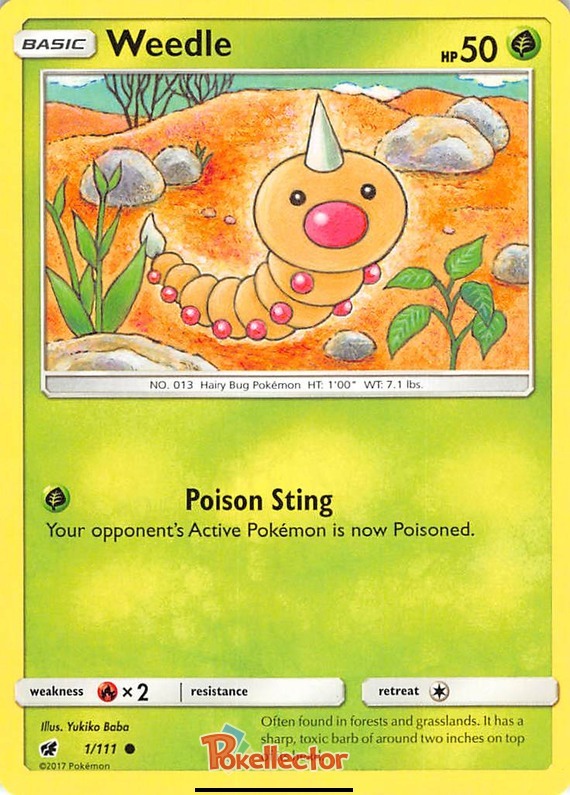 BASIC Weedle HP 50
NO. 013 Hairy Bug Pokémon HT: 1'00" WT: 7.1 lbs.
Poison Sting
Your opponent's Active Pokémon is now Poisoned.
weakness × 2 resistance retreat
Illus. Yukiko Baba
1/111
©2017 Pokémon
Often found in forests and grasslands. It has a
sharp, toxic barb of around two inches on top
Pokellector